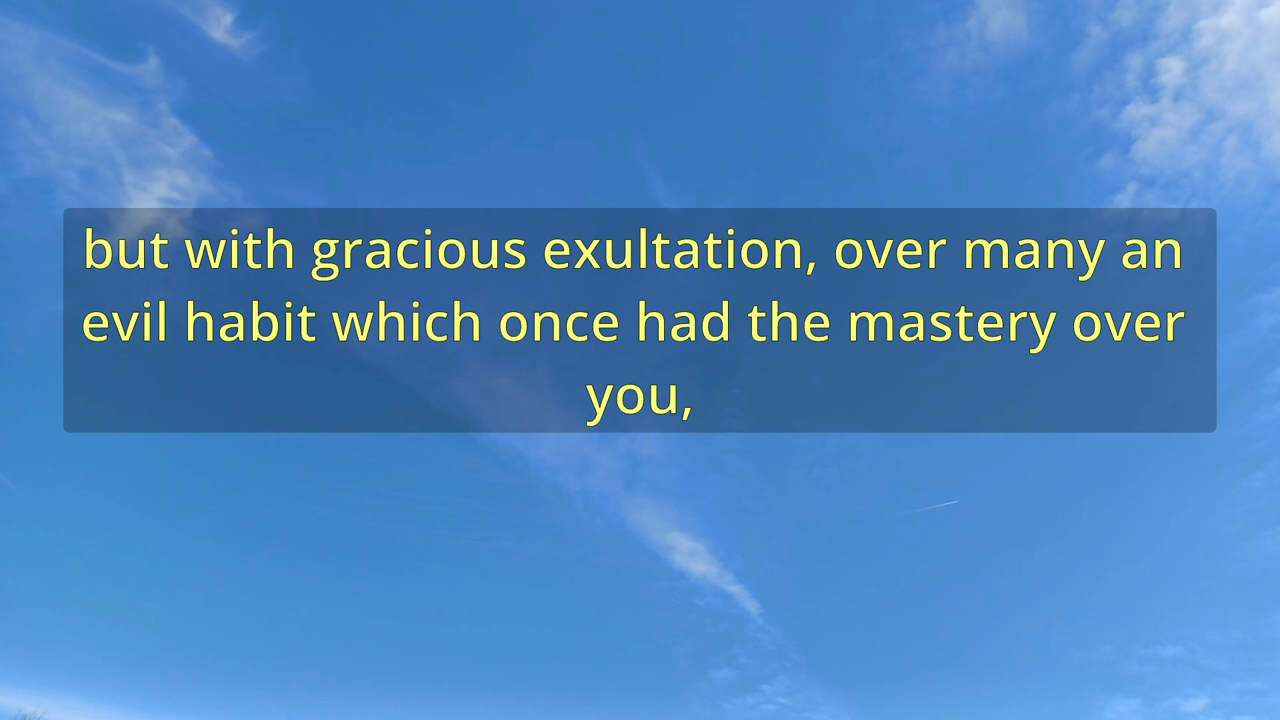 but with gracious exultation, over many an
evil habit which once had the mastery over
you,